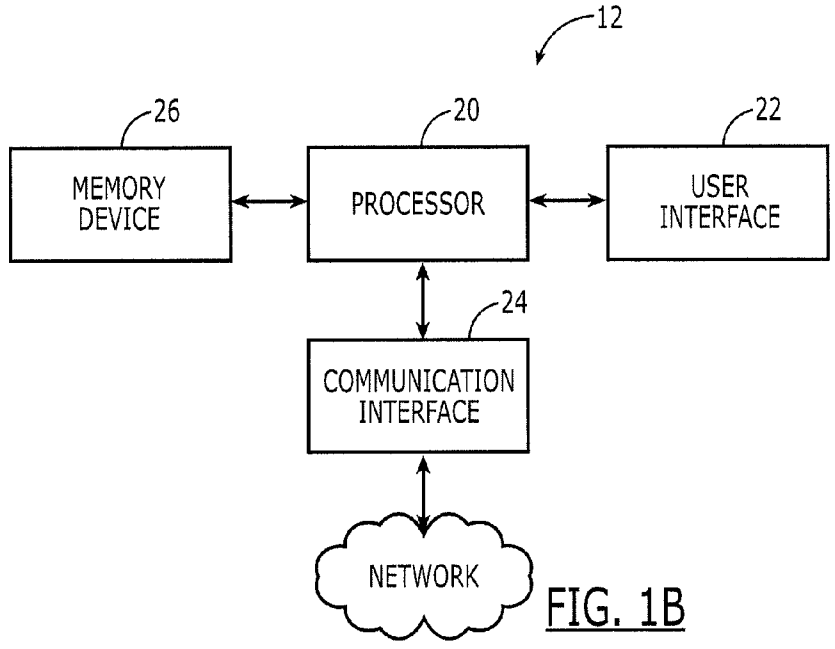 12
26
20
22
MEMORY
DEVICE
PROCESSOR
USER
INTERFACE
24
COMMUNICATION
INTERFACE
NETWORK
FIG. 1B